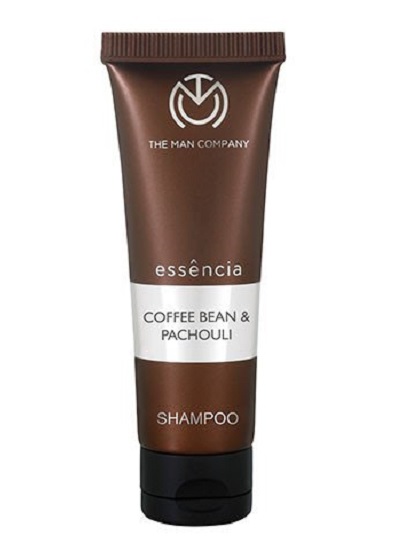 THE MAN COMPANY
essência
COFFEE BEAN &
PACHOULI
SHAMPOO